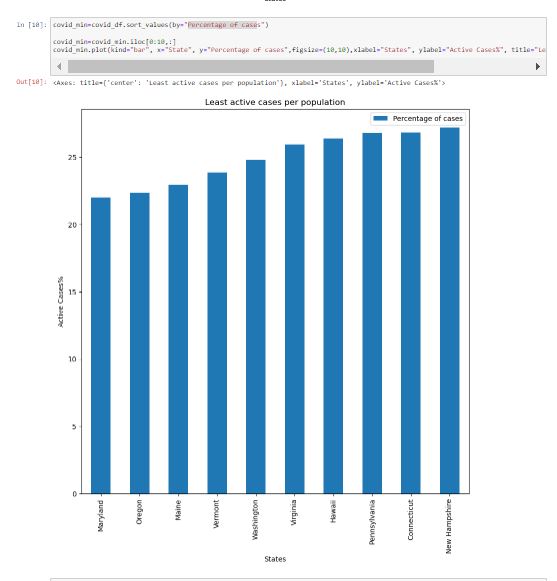 In [10]: covid_min=covid_df.sort_values(by="Percentage of cases")
covid_min=covid_min.iloc[0:10,:]
covid_min.plot(kind="bar", x="State", y="Percentage of cases",figsize=(10,10),xlabel="States", ylabel="Active Cases%", title="Le
Out[10]: <Axes: title={'center': 'Least active cases per population'}, xlabel='States', ylabel='Active Cases%'>
Least active cases per population
Percentage of cases
25
20
15
10
5
0
Active Cases%
Maryland
Oregon
Maine
Vermont
Washington
Virginia
Hawaii
Pennsylvania
Connecticut
New Hampshire
States